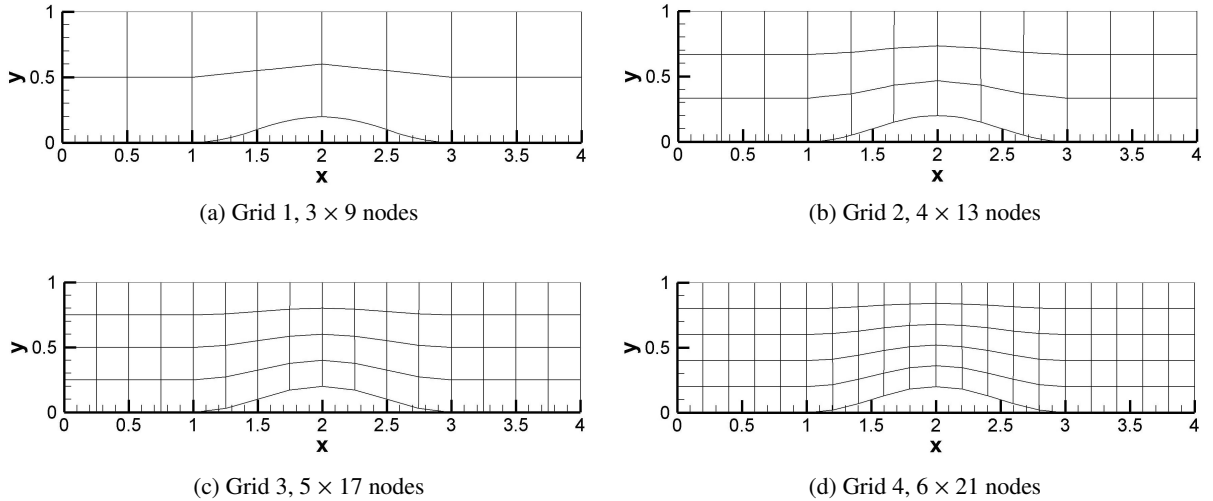 y
1
0.5
0
0 0.5 1 1.5 2 2.5 3 3.5 4
x
(a) Grid 1, 3 × 9 nodes
y
1
0.5
0
0 0.5 1 1.5 2 2.5 3 3.5 4
x
(b) Grid 2, 4 × 13 nodes
y
1
0.5
0
0 0.5 1 1.5 2 2.5 3 3.5 4
x
(c) Grid 3, 5 × 17 nodes
y
1
0.5
0
0 0.5 1 1.5 2 2.5 3 3.5 4
x
(d) Grid 4, 6 × 21 nodes